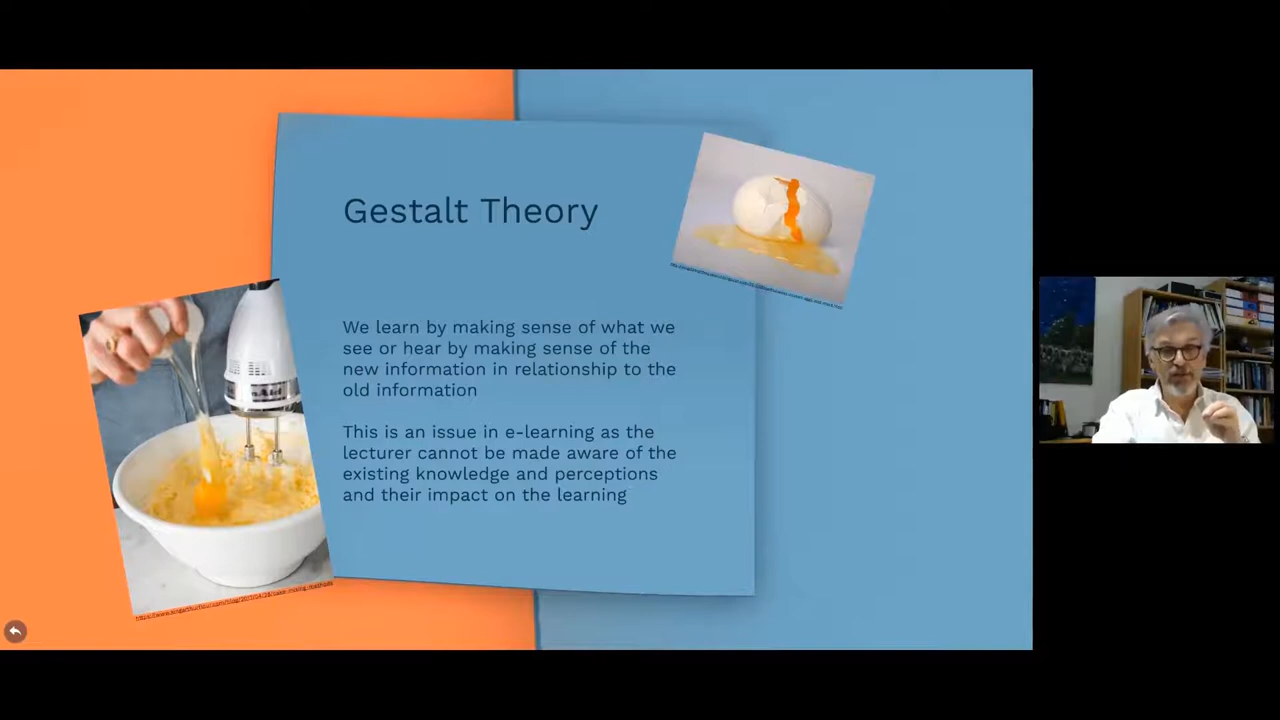 Gestalt Theory
We learn by making sense of what we
see or hear by making sense of the
new information in relationship to the
old information
This is an issue in e-learning as the
lecturer cannot be made aware of the
existing knowledge and perceptions
and their impact on the learning